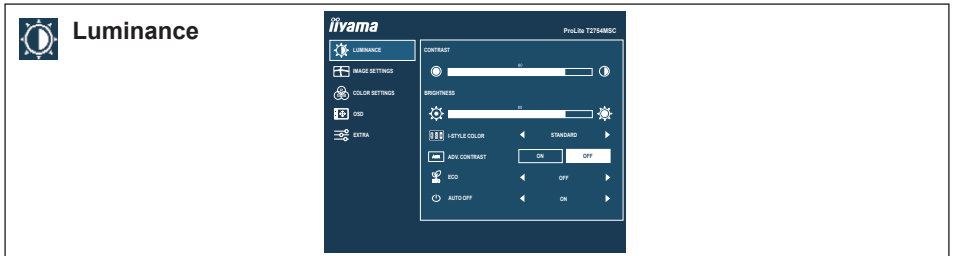 Luminance
iiyama
ProLite T2754MSC
LUMINANCE
IMAGE SETTINGS
COLOR SETTINGS
OSD
EXTRA
CONTRAST
BRIGHTNESS
I-STYLE COLOR STANDARD
ADV. CONTRAST ON OFF
ECO OFF
AUTO OFF ON